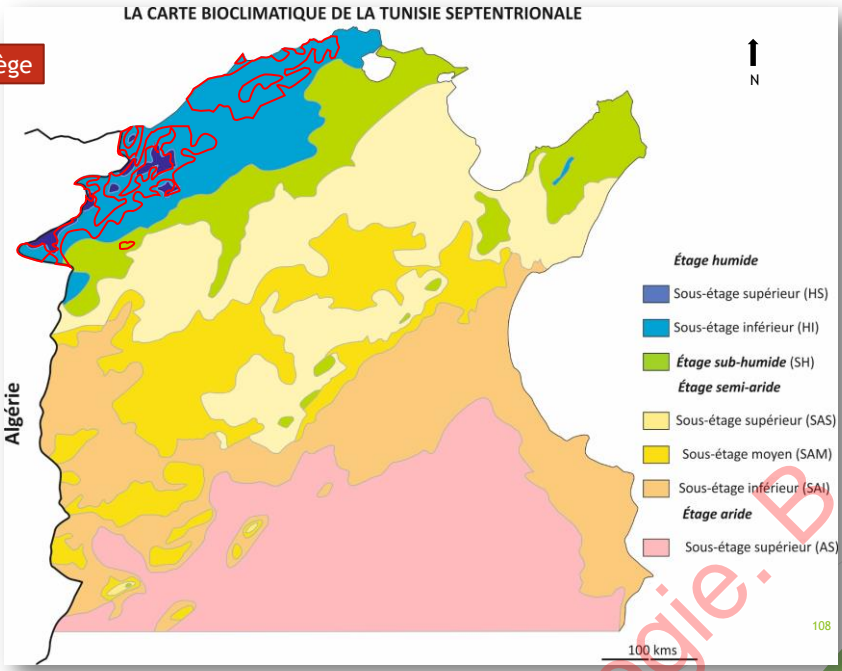 LA CARTE BIOCLIMATIQUE DE LA TUNISIE SEPTENTRIONALE
ège
N
Étage humide
Sous-étage supérieur (HS)
Sous-étage inférieur (HI)
Étage sub-humide (SH)
Étage semi-aride
Sous-étage supérieur (SAS)
Sous-étage moyen (SAM)
Sous-étage inférieur (SAI)
Étage aride
Sous-étage supérieur (AS)
Algérie
gie. B
108
100 kms